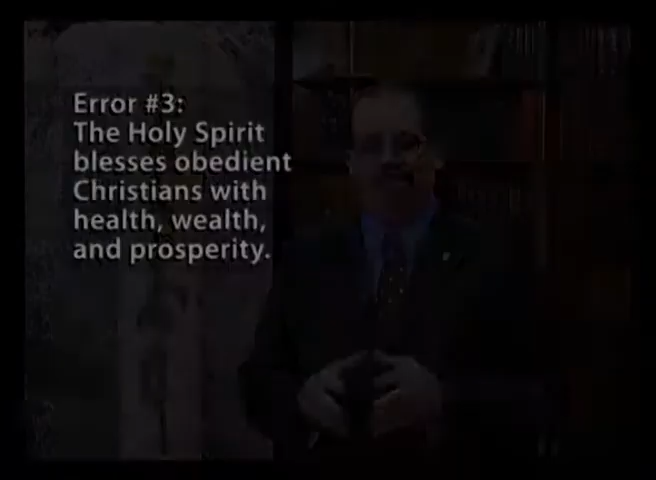 Error #3:
The Holy Spirit
blesses obedient
Christians with
health, wealth,
and prosperity.